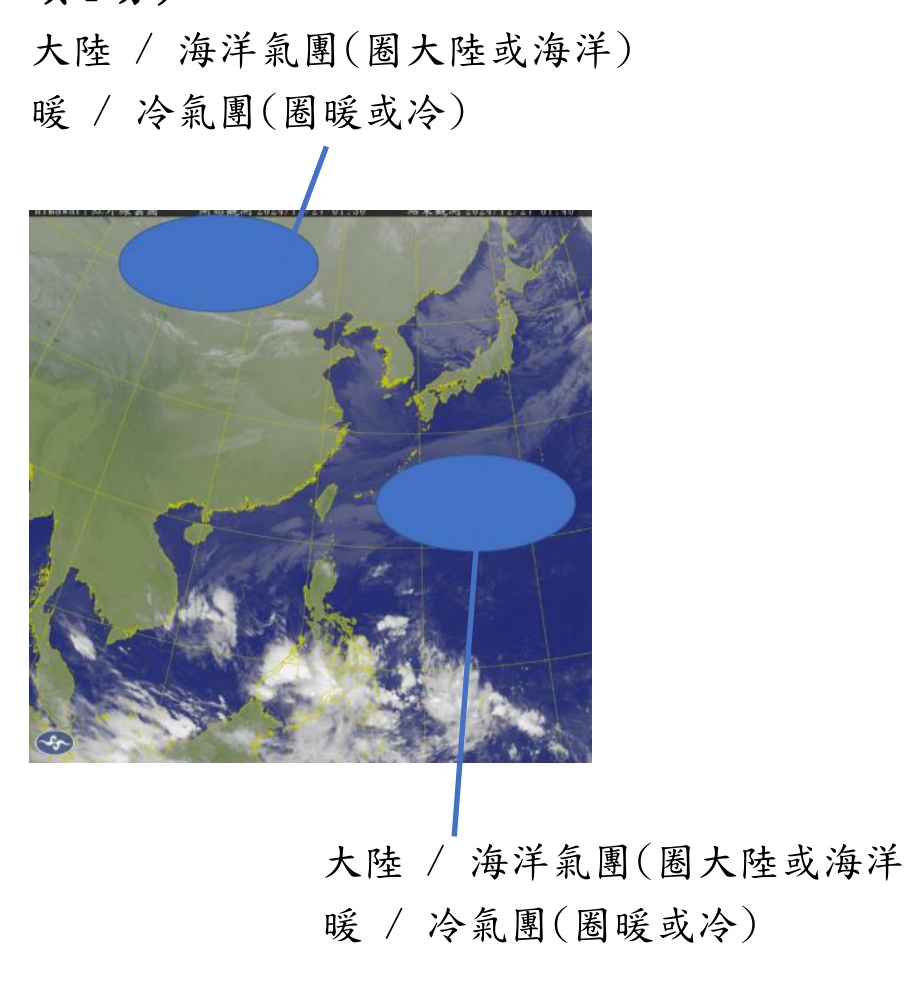 大陸 / 海洋氣團(圈大陸或海洋)
暖 / 冷氣團(圈暖或冷)
大陸 / 海洋氣團(圈大陸或海洋
暖 / 冷氣團(圈暖或冷)